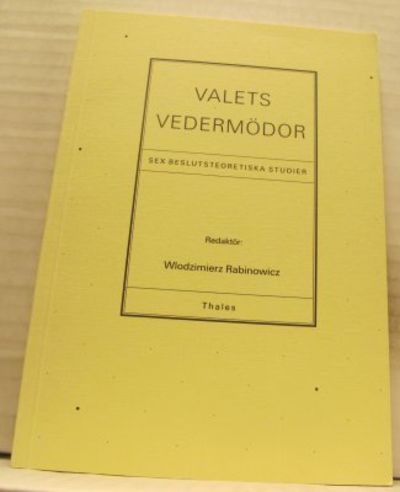 VALETS
VEDERMÖDOR
SEX BESLUTSTEORETISKA STUDIER
Redaktör:
Wlodzimierz Rabinowicz
Thales